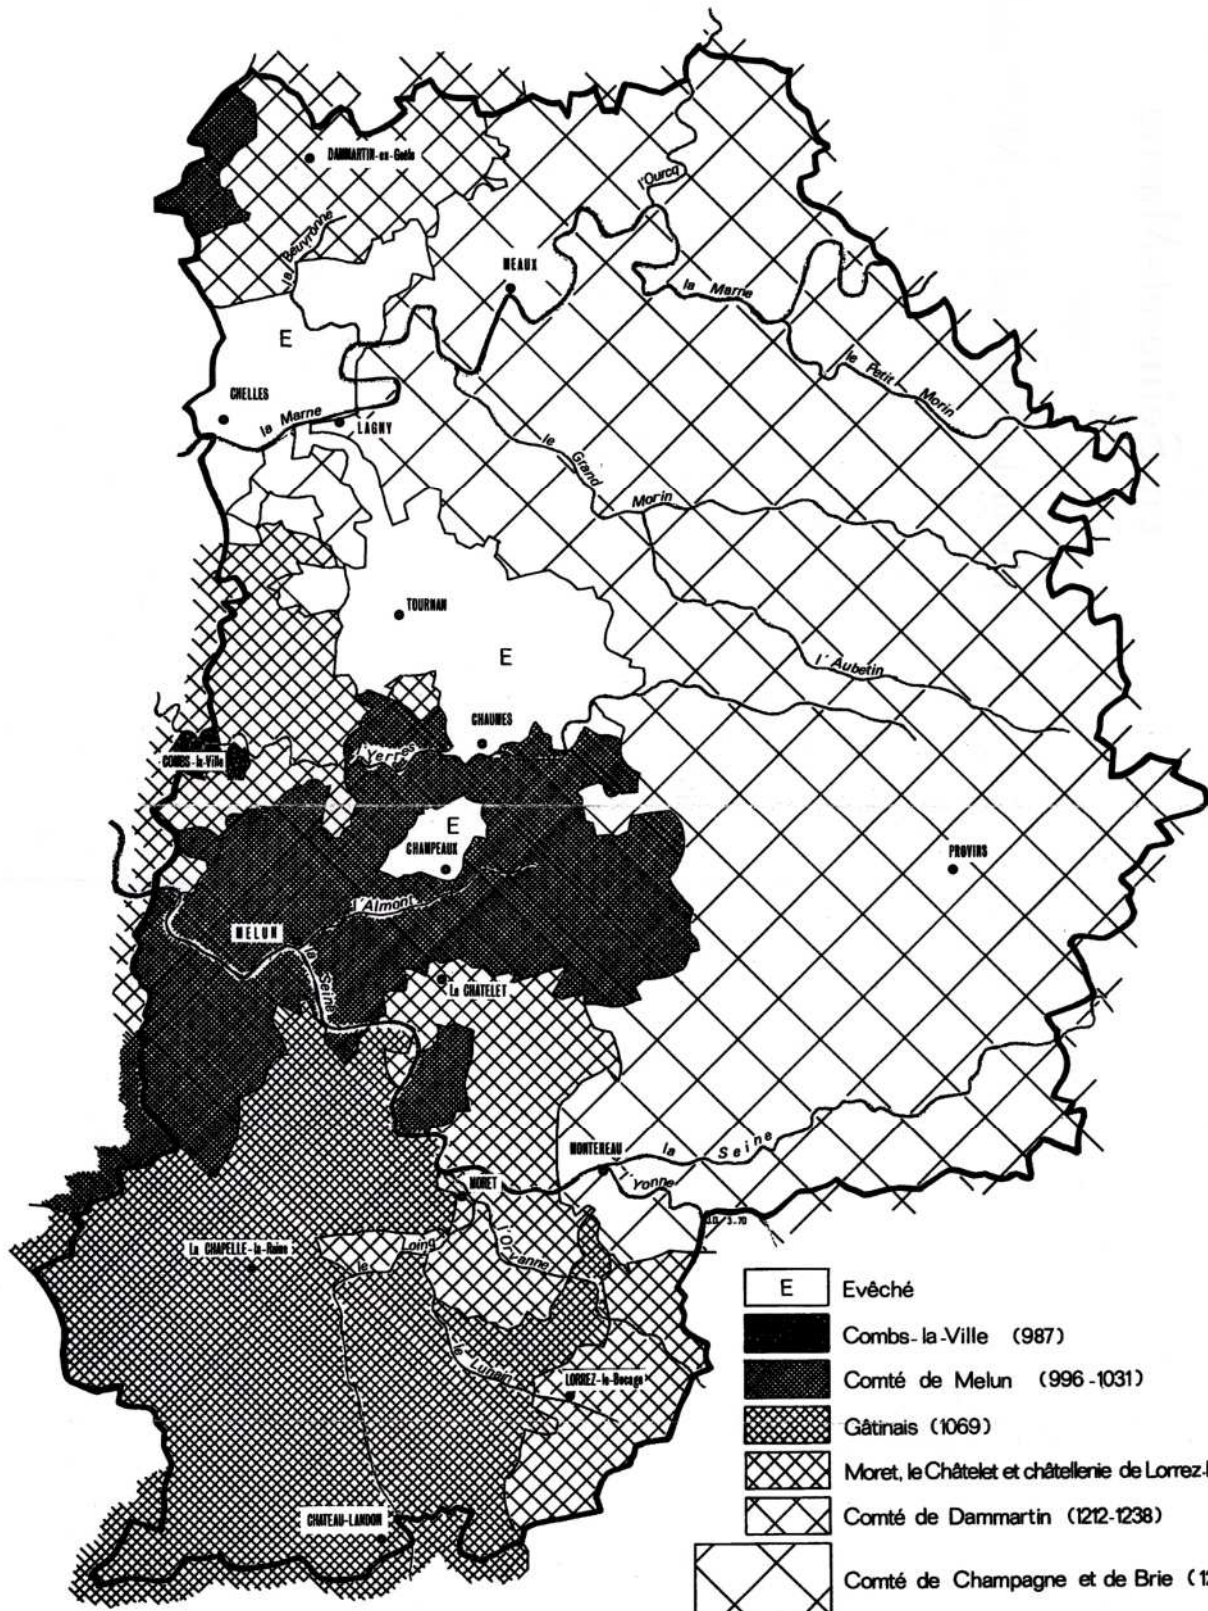 DAMMARTIN-en-Goële
la Beuvronne
l'Ourcq
MEAUX
la Marne
le Petit Morin
E
CHELLES
la Marne
LAGNY
le Grand Morin
TOURNAN
E
l'Aubetin
CHAUMES
l'Yerres
COMBS-la-Ville
E
CHAMPEAUX
PROVINS
l'Almont
MELUN
la Seine
Le CHATELET
MONTEREAU
la Seine
l'Yonne
MORET
La CHAPELLE-la-Reine
le Loing
l'Orvanne
le Lunain
LORREZ-le-Bocage
CHATEAU-LANDON
J.D. 3-70
E Evêché
Combs-la-Ville (987)
Comté de Melun (996-1031)
Gâtinais (1069)
Moret, le Châtelet et châtellenie de Lorrez-
Comté de Dammartin (1212-1238)
Comté de Champagne et de Brie (12